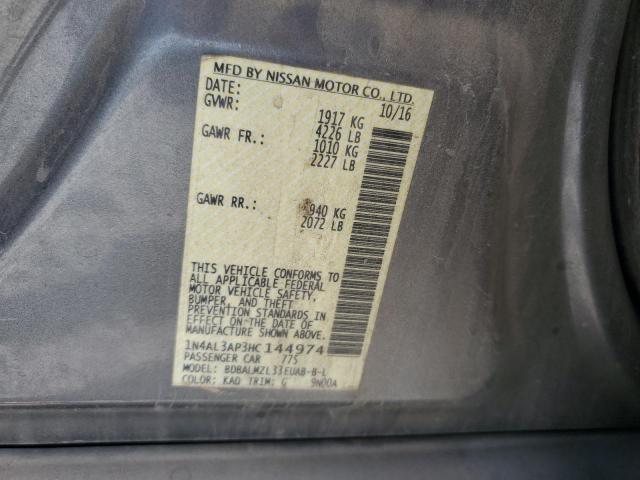 MFD BY NISSAN MOTOR CO., LTD.
DATE: 10/16
GVWR: 1917 KG
4226 LB
GAWR FR.: 1010 KG
2227 LB
GAWR RR.: 940 KG
2072 LB
THIS VEHICLE CONFORMS TO
ALL APPLICABLE FEDERAL
MOTOR VEHICLE SAFETY,
BUMPER, AND THEFT
PREVENTION STANDARDS IN
EFFECT ON THE DATE OF
MANUFACTURE SHOWN ABOVE.
1N4AL3AP3HC144974
PASSENGER CAR 775
MODEL: BDBALMZL33EUAB-B-L
COLOR: KAD TRIM: G 9N00A